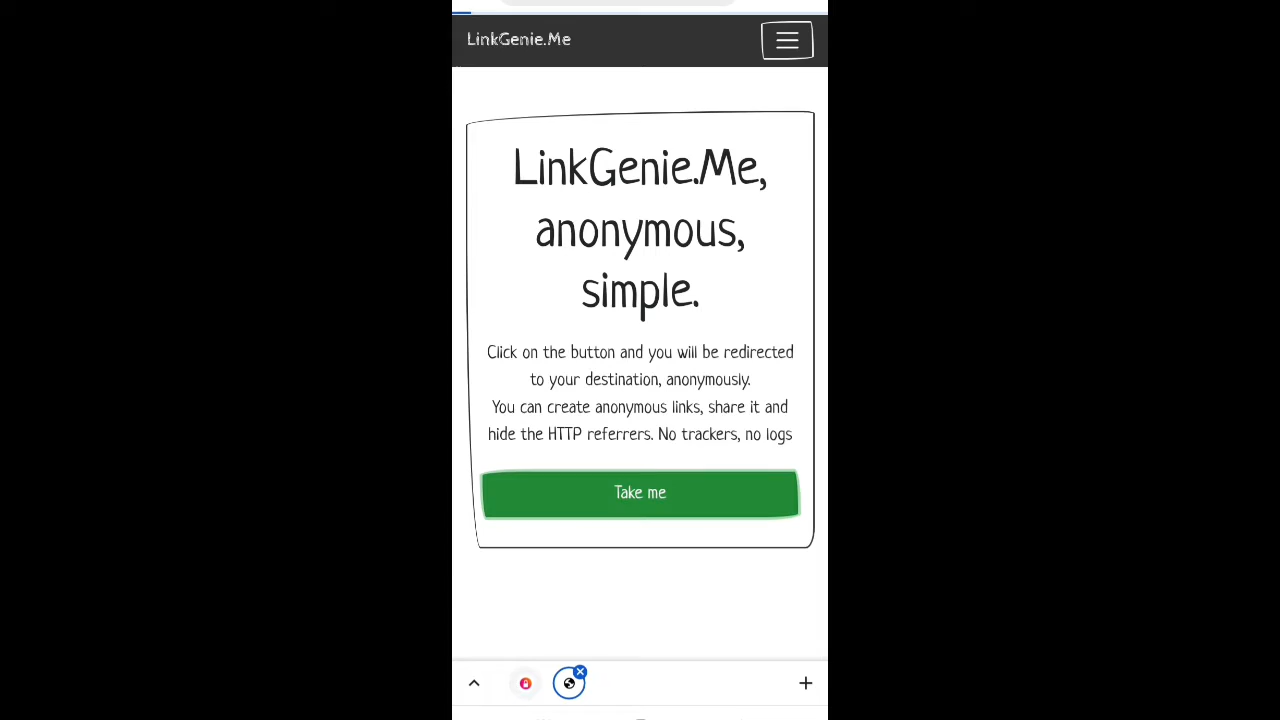 LinkGenie.Me
LinkGenie.Me,
anonymous,
simple.
Click on the button and you will be redirected
to your destination, anonymously.
You can create anonymous links, share it and
hide the HTTP referrers. No trackers, no logs
Take me